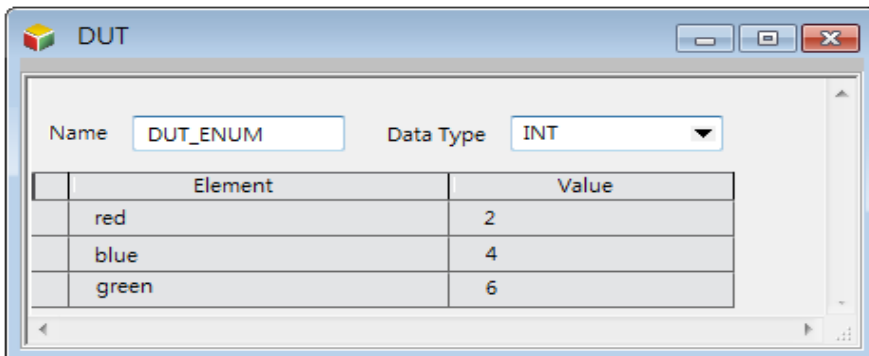 DUT
Name DUT_ENUM Data Type INT
Element Value
red 2
blue 4
green 6